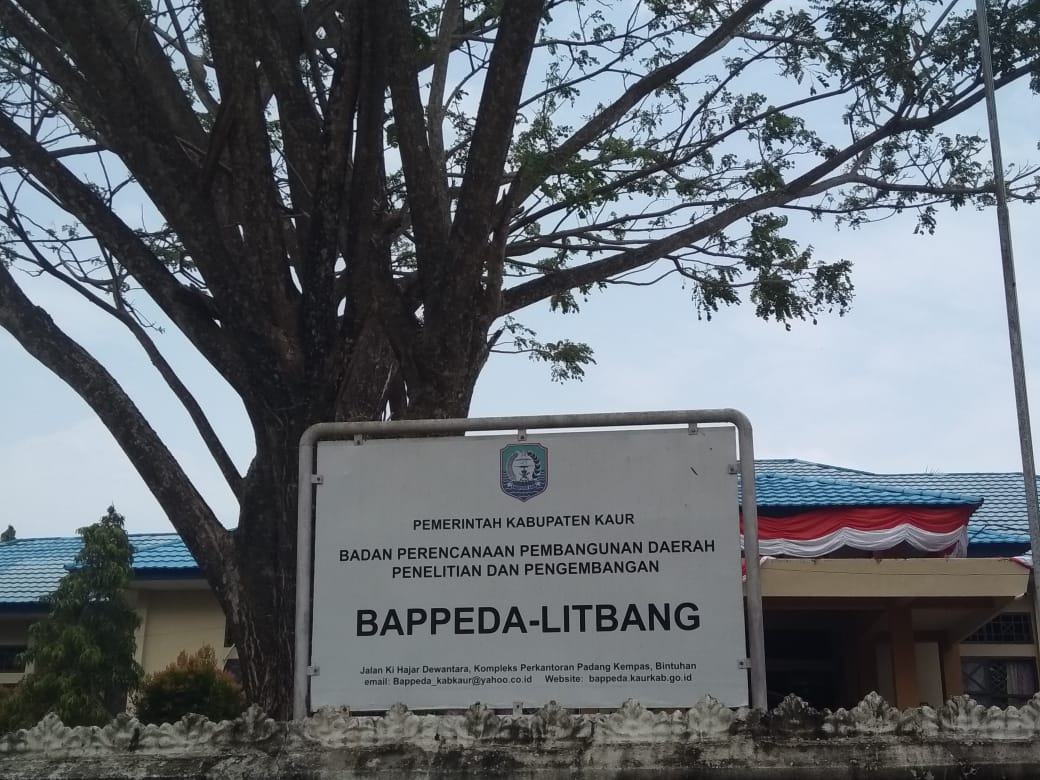 PEMERINTAH KABUPATEN KAUR
BADAN PERENCANAAN PEMBANGUNAN DAERAH
PENELITIAN DAN PENGEMBANGAN
BAPPEDA-LITBANG
Jalan Ki Hajar Dewantara, Kompleks Perkantoran Padang Kempas, Bintuhan
email: Bappeda_kabkaur@yahoo.co.id Website: bappeda.kaurkab.go.id